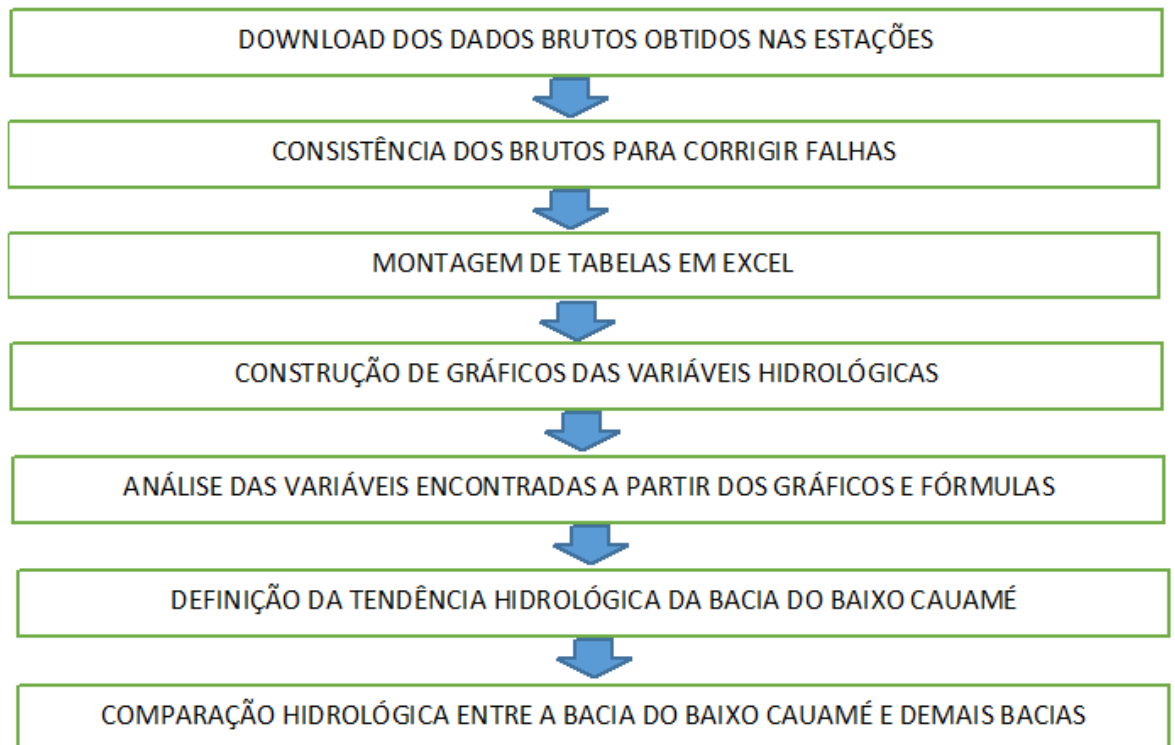 DOWNLOAD DOS DADOS BRUTOS OBTIDOS NAS ESTAÇÕES
CONSISTÊNCIA DOS BRUTOS PARA CORRIGIR FALHAS
MONTAGEM DE TABELAS EM EXCEL
CONSTRUÇÃO DE GRÁFICOS DAS VARIÁVEIS HIDROLÓGICAS
ANÁLISE DAS VARIÁVEIS ENCONTRADAS A PARTIR DOS GRÁFICOS E FÓRMULAS
DEFINIÇÃO DA TENDÊNCIA HIDROLÓGICA DA BACIA DO BAIXO CAUAMÉ
COMPARAÇÃO HIDROLÓGICA ENTRE A BACIA DO BAIXO CAUAMÉ E DEMAIS BACIAS